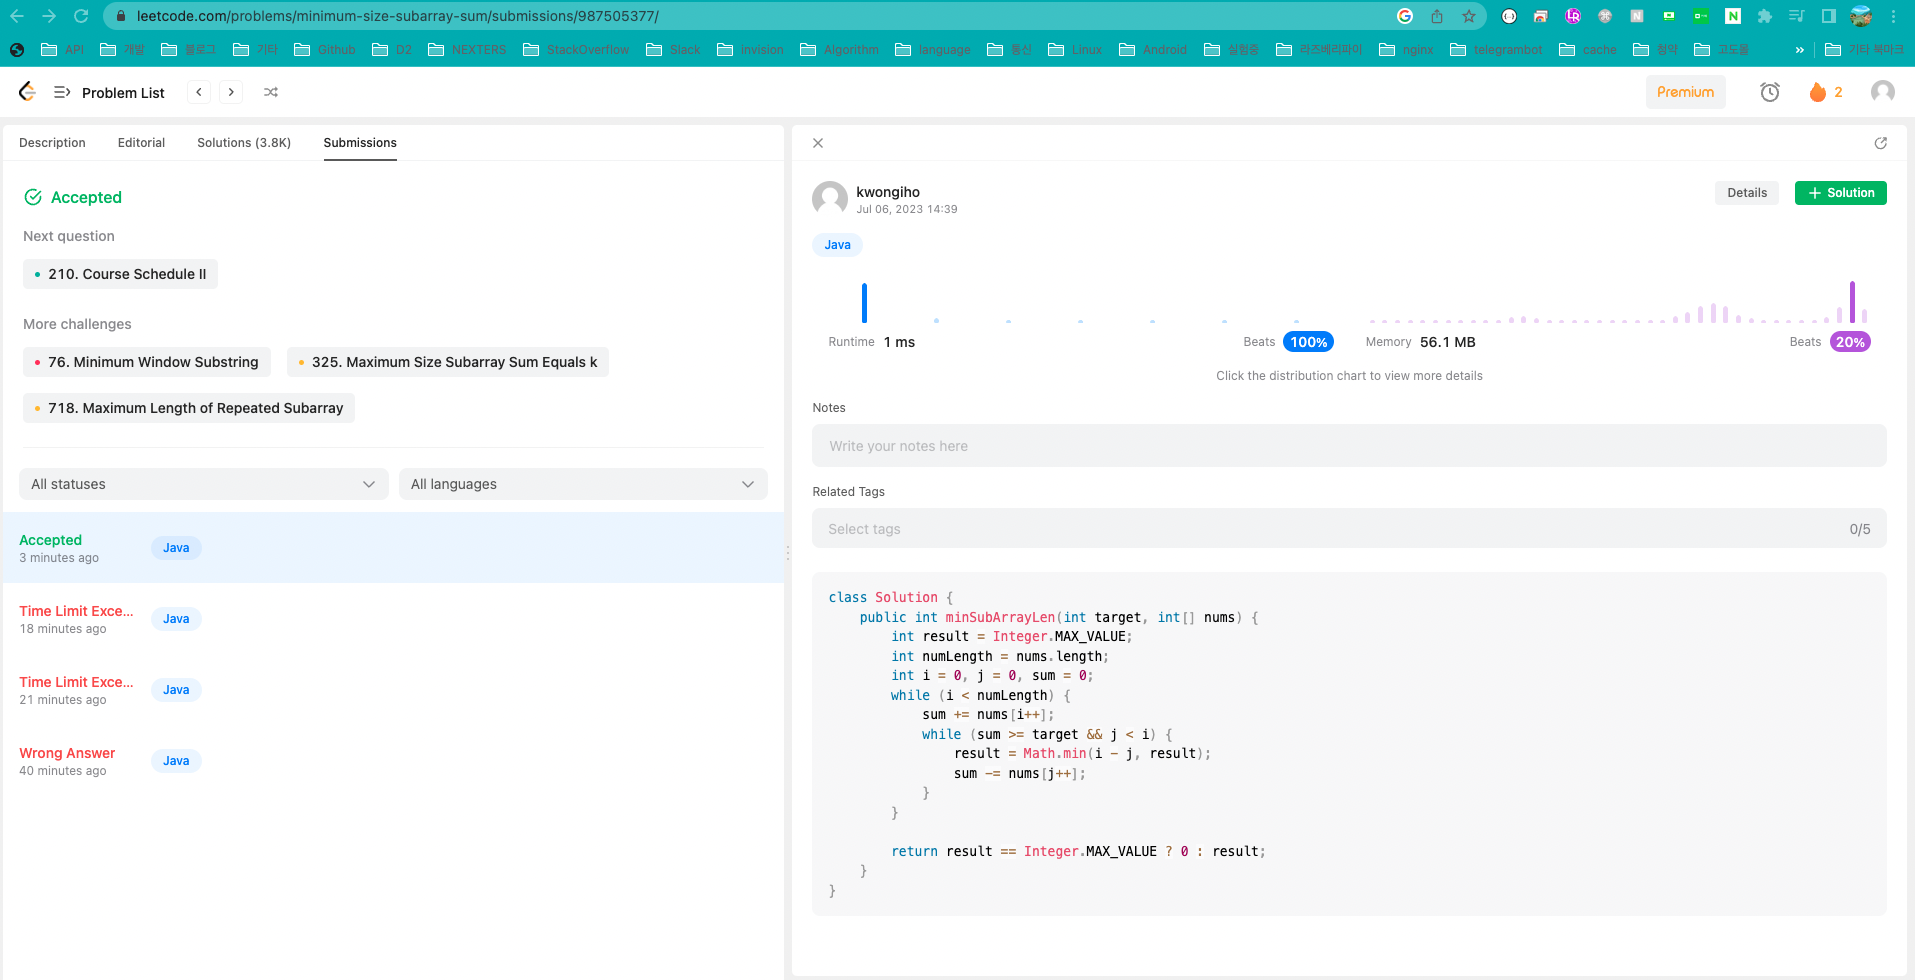 leetcode.com/problems/minimum-size-subarray-sum/submissions/987505377/
API 개발 블로그 기타 Github D2 NEXTERS StackOverflow Slack invision Algorithm language 통신 Linux Android 실험중 라즈베리파이 nginx telegrambot cache 청약 고도몰 » 기타 북마크
Problem List
Premium
2
Description Editorial Solutions (3.8K) Submissions
Accepted
Next question
210. Course Schedule II
More challenges
76. Minimum Window Substring
325. Maximum Size Subarray Sum Equals k
718. Maximum Length of Repeated Subarray
All statuses
All languages
Accepted
3 minutes ago
Java
Time Limit Exce...
18 minutes ago
Java
Time Limit Exce...
21 minutes ago
Java
Wrong Answer
40 minutes ago
Java
kwongiho
Jul 06, 2023 14:39
Details
+ Solution
Java
Runtime 1 ms
Beats 100%
Memory 56.1 MB
Beats 20%
Click the distribution chart to view more details
Notes
Write your notes here
Related Tags
Select tags
0/5
class Solution {
    public int minSubArrayLen(int target, int[] nums) {
        int result = Integer.MAX_VALUE;
        int numLength = nums.length;
        int i = 0, j = 0, sum = 0;
        while (i < numLength) {
            sum += nums[i++];
            while (sum >= target && j < i) {
                result = Math.min(i - j, result);
                sum -= nums[j++];
            }
        }

        return result == Integer.MAX_VALUE ? 0 : result;
    }
}